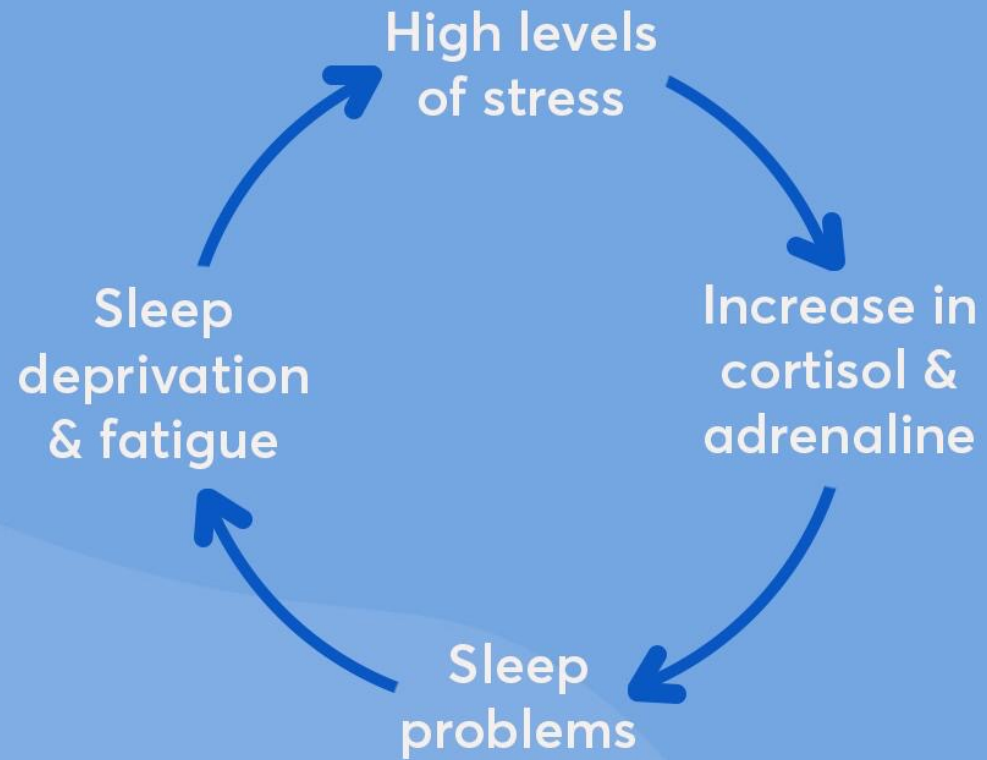 High levels
of stress
Increase in
cortisol &
adrenaline
Sleep
problems
Sleep
deprivation
& fatigue